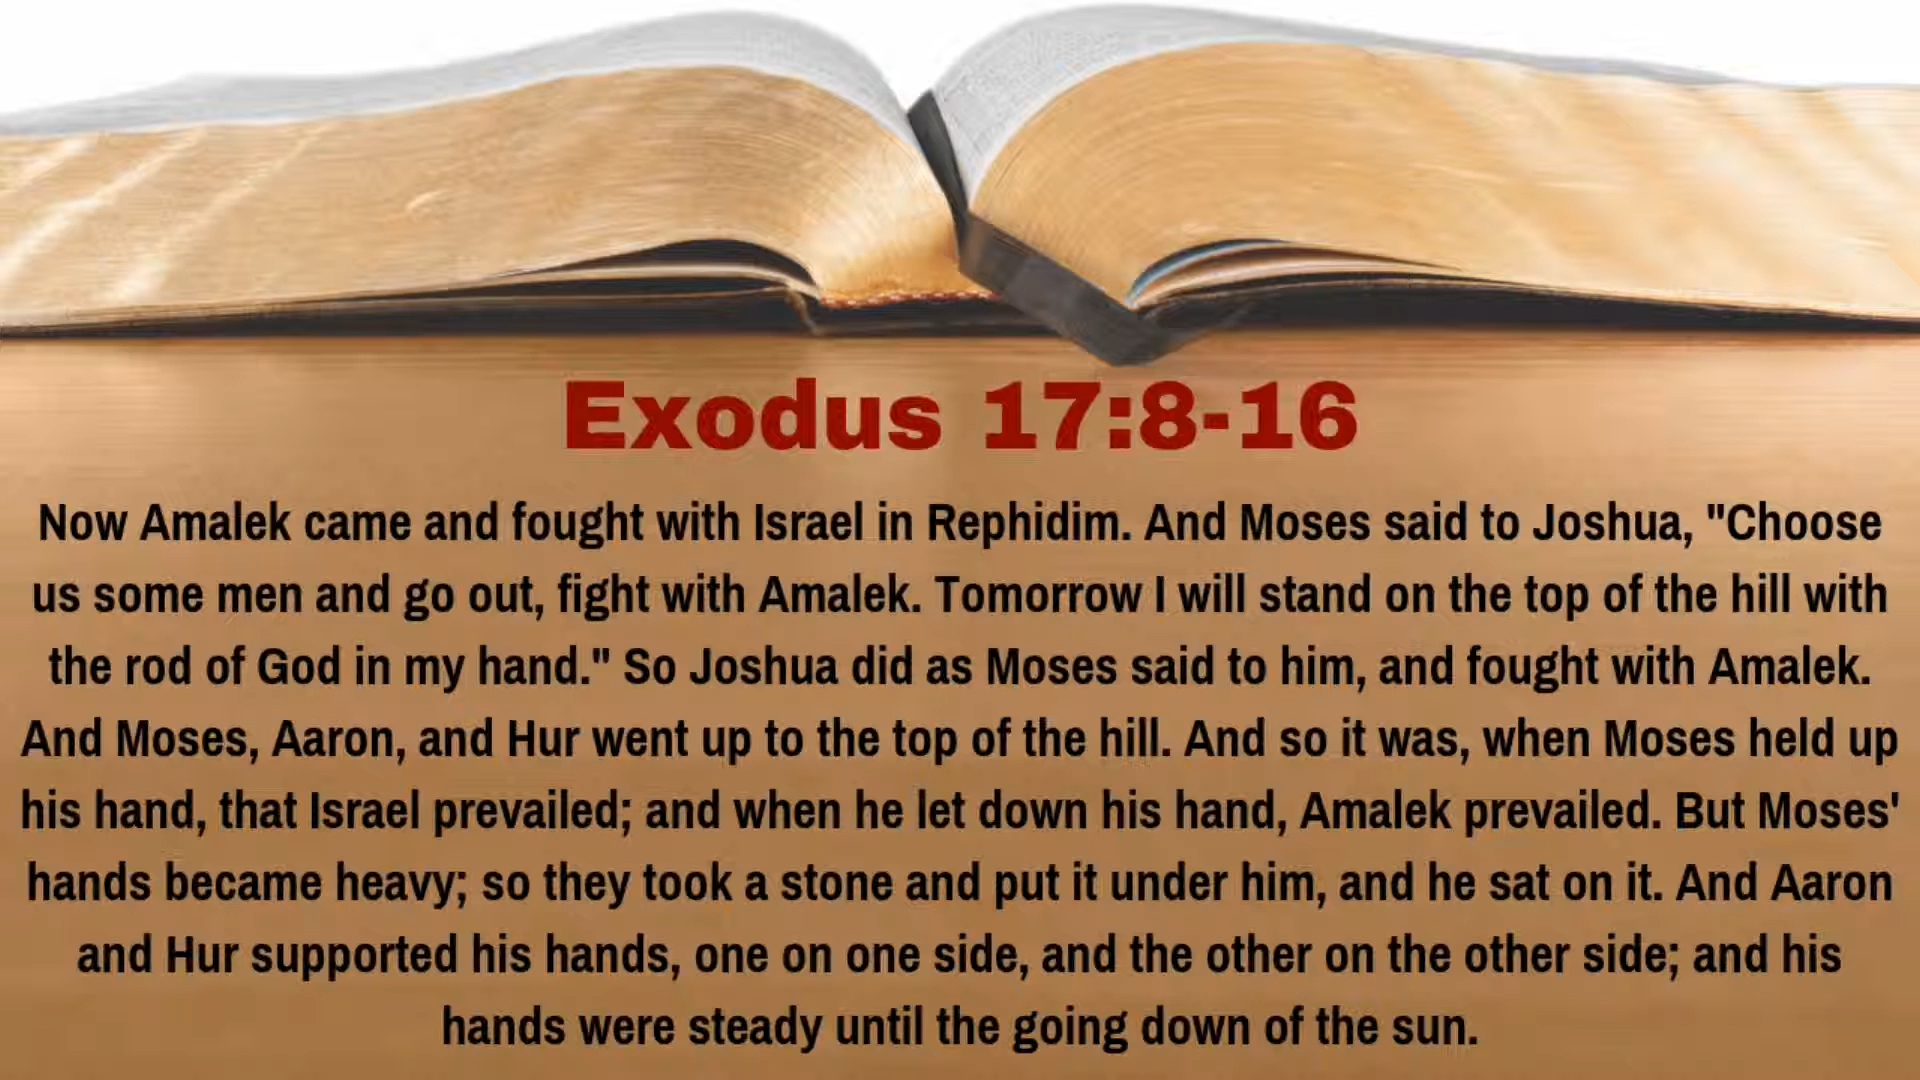 Exodus 17:8-16
Now Amalek came and fought with Israel in Rephidim. And Moses said to Joshua, "Choose
us some men and go out, fight with Amalek. Tomorrow I will stand on the top of the hill with
the rod of God in my hand." So Joshua did as Moses said to him, and fought with Amalek.
And Moses, Aaron, and Hur went up to the top of the hill. And so it was, when Moses held up
his hand, that Israel prevailed; and when he let down his hand, Amalek prevailed. But Moses'
hands became heavy; so they took a stone and put it under him, and he sat on it. And Aaron
and Hur supported his hands, one on one side, and the other on the other side; and his
hands were steady until the going down of the sun.